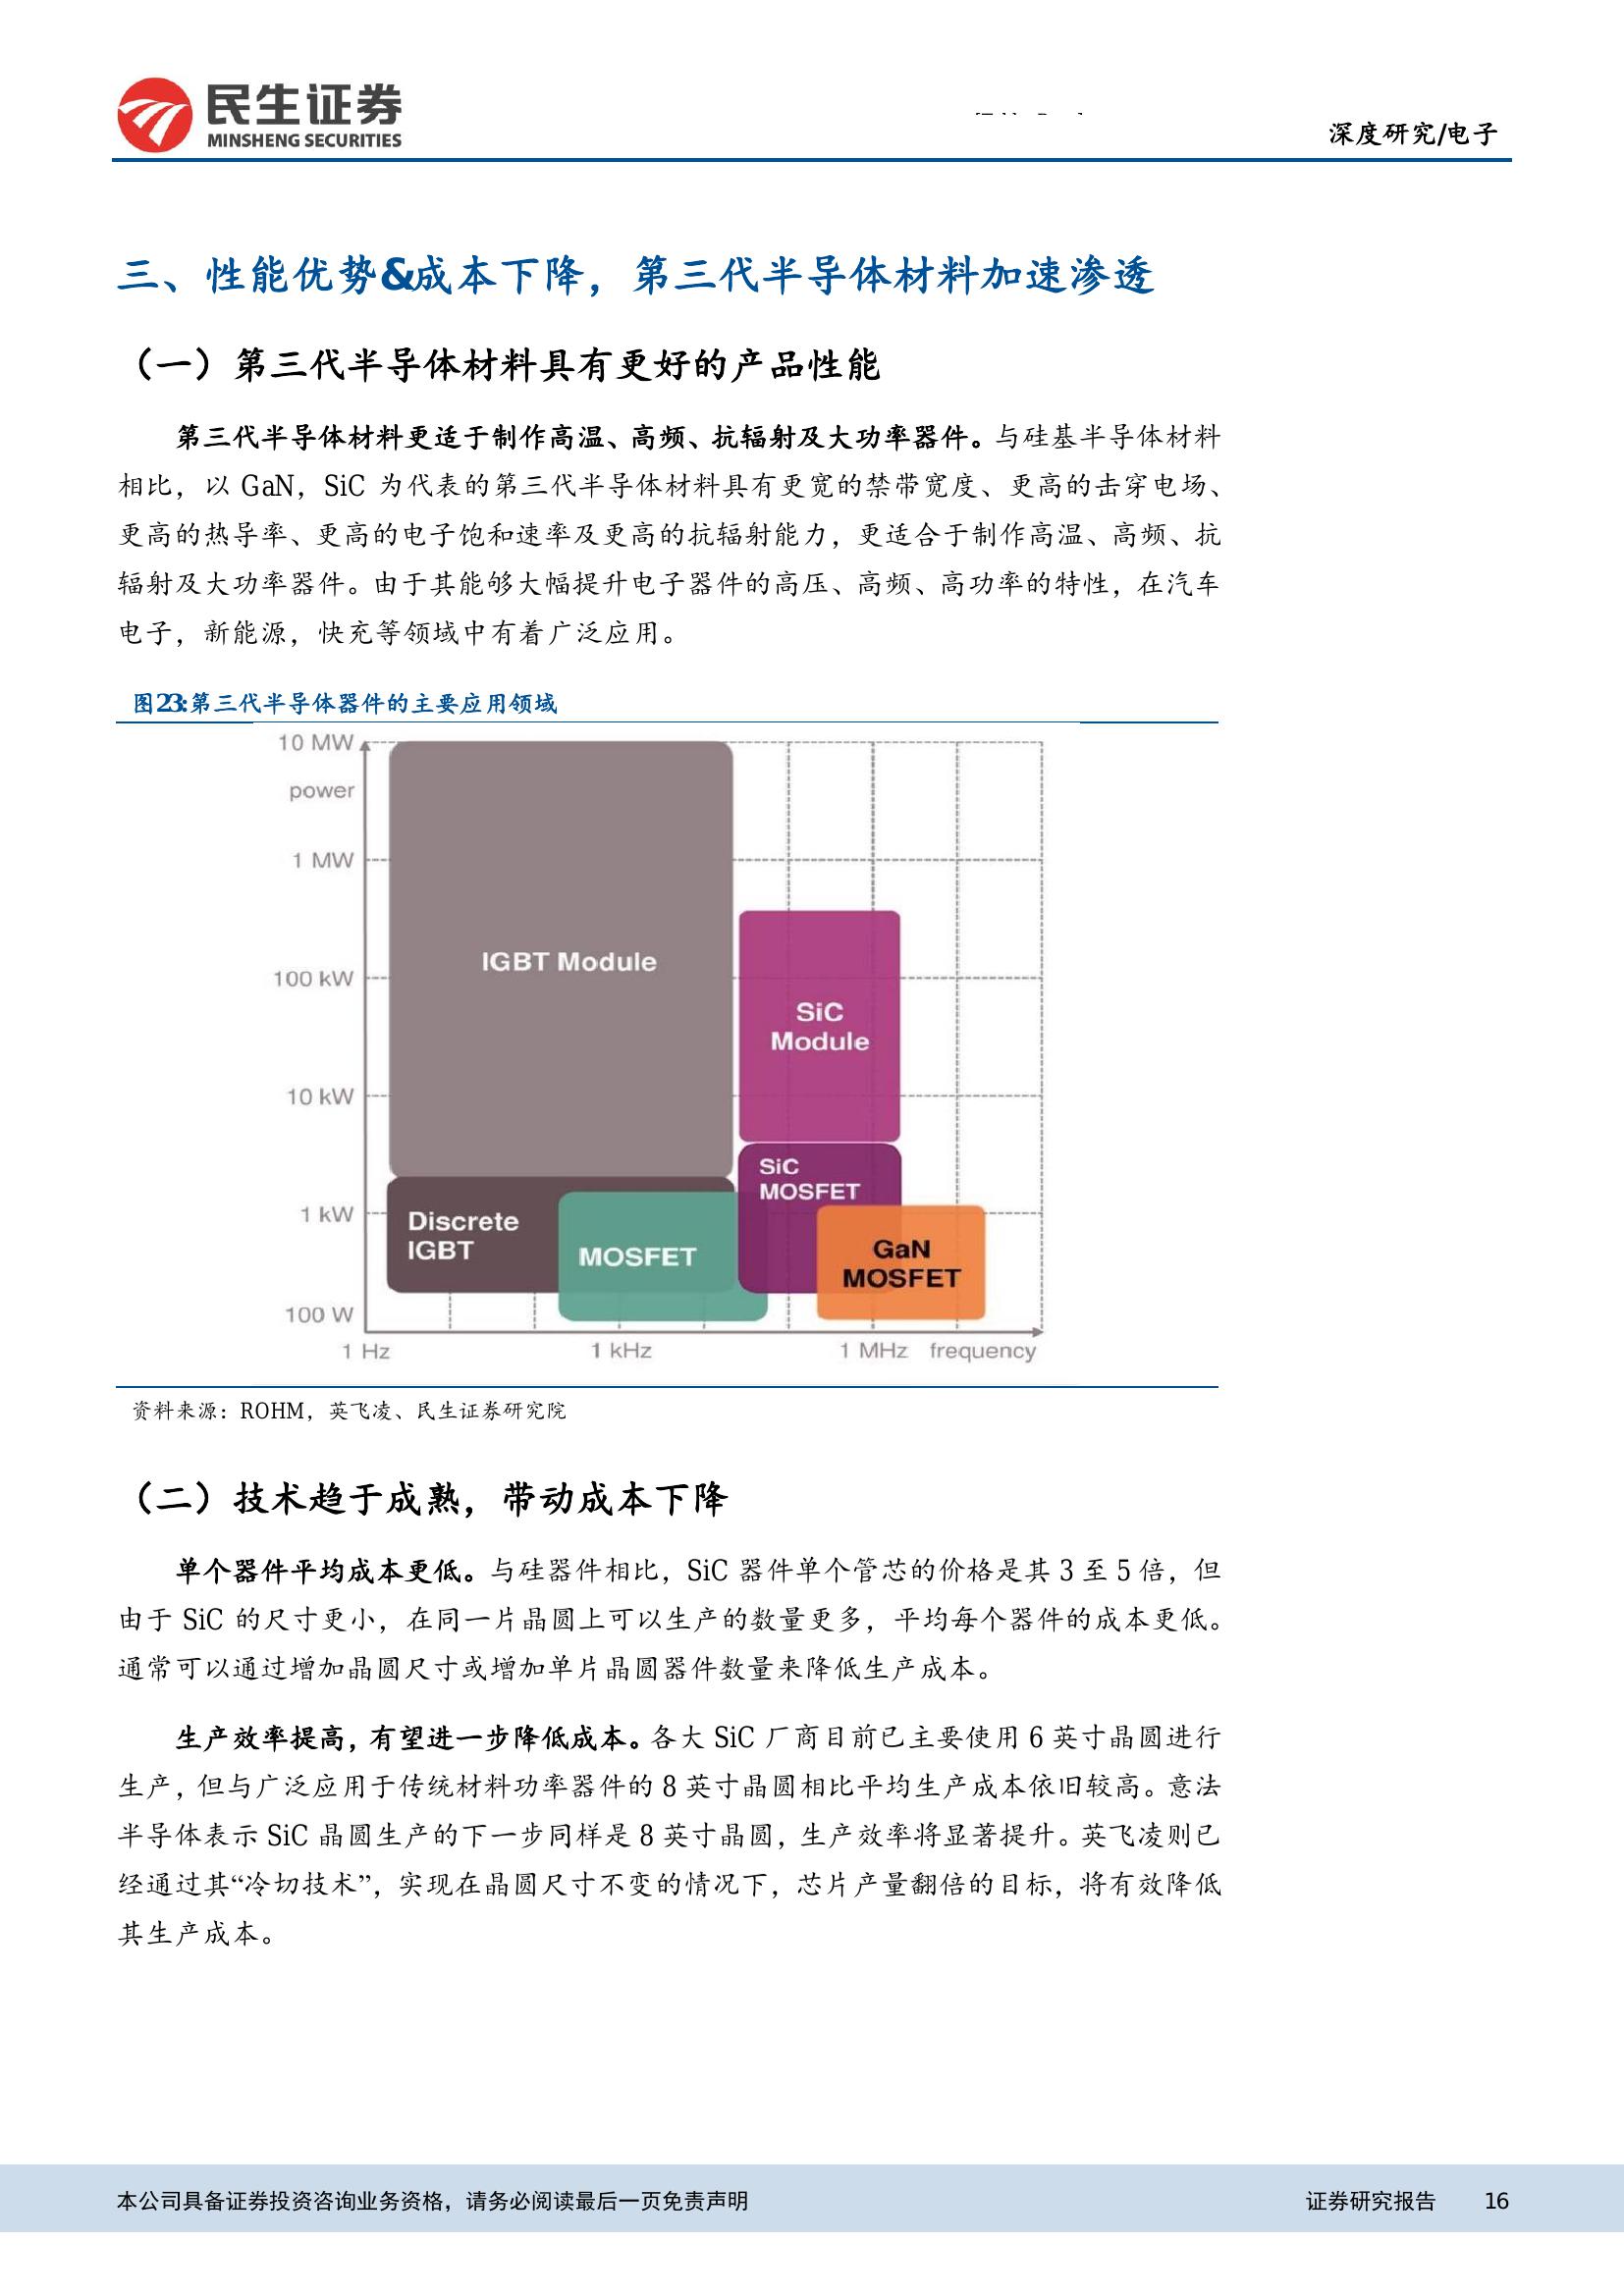 民生证券
MINSHENG SECURITIES
深度研究/电子
三、性能优势&成本下降，第三代半导体材料加速渗透
（一）第三代半导体材料具有更好的产品性能
第三代半导体材料更适于制作高温、高频、抗辐射及大功率器件。与硅基半导体材料
相比，以 GaN，SiC 为代表的第三代半导体材料具有更宽的禁带宽度、更高的击穿电场、
更高的热导率、更高的电子饱和速率及更高的抗辐射能力，更适合于制作高温、高频、抗
辐射及大功率器件。由于其能够大幅提升电子器件的高压、高频、高功率的特性，在汽车
电子，新能源，快充等领域中有着广泛应用。
图23:第三代半导体器件的主要应用领域
10 MW
power
1 MW
IGBT Module
100 kW
SiC
Module
10 kW
SiC
MOSFET
1 kW
Discrete
IGBT
MOSFET
GaN
MOSFET
100 W
1 Hz
1 kHz
1 MHz
frequency
资料来源：ROHM，英飞凌、民生证券研究院
（二）技术趋于成熟，带动成本下降
单个器件平均成本更低。与硅器件相比，SiC 器件单个管芯的价格是其 3 至 5 倍，但
由于 SiC 的尺寸更小，在同一片晶圆上可以生产的数量更多，平均每个器件的成本更低。
通常可以通过增加晶圆尺寸或增加单片晶圆器件数量来降低生产成本。
生产效率提高，有望进一步降低成本。各大 SiC 厂商目前已主要使用 6 英寸晶圆进行
生产，但与广泛应用于传统材料功率器件的 8 英寸晶圆相比平均生产成本依旧较高。意法
半导体表示 SiC 晶圆生产的下一步同样是 8 英寸晶圆，生产效率将显著提升。英飞凌则已
经通过其“冷切技术”，实现在晶圆尺寸不变的情况下，芯片产量翻倍的目标，将有效降低
其生产成本。
本公司具备证券投资咨询业务资格，请务必阅读最后一页免责声明
证券研究报告 16